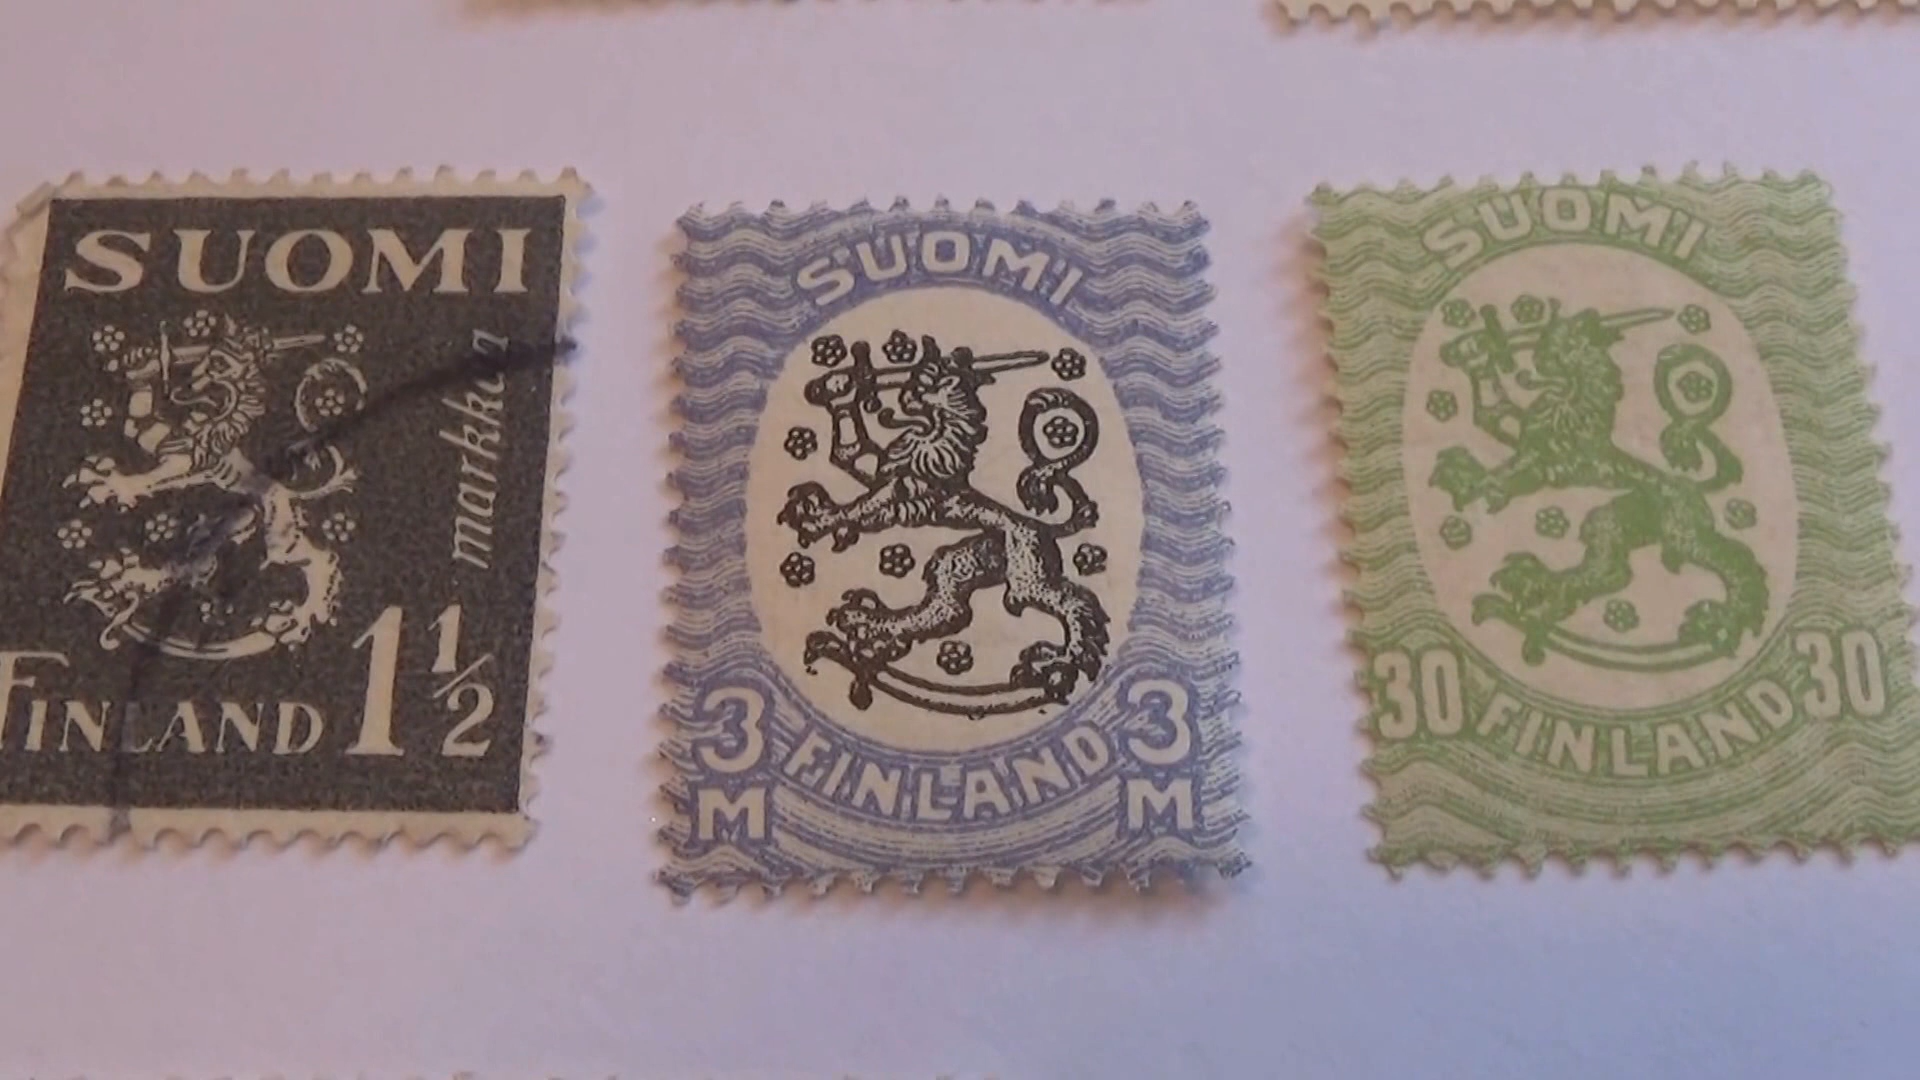 SUOMI
markkaa
FINLAND 1 1/2
SUOMI
3 FINLAND 3
M M
SUOMI
30 FINLAND 30